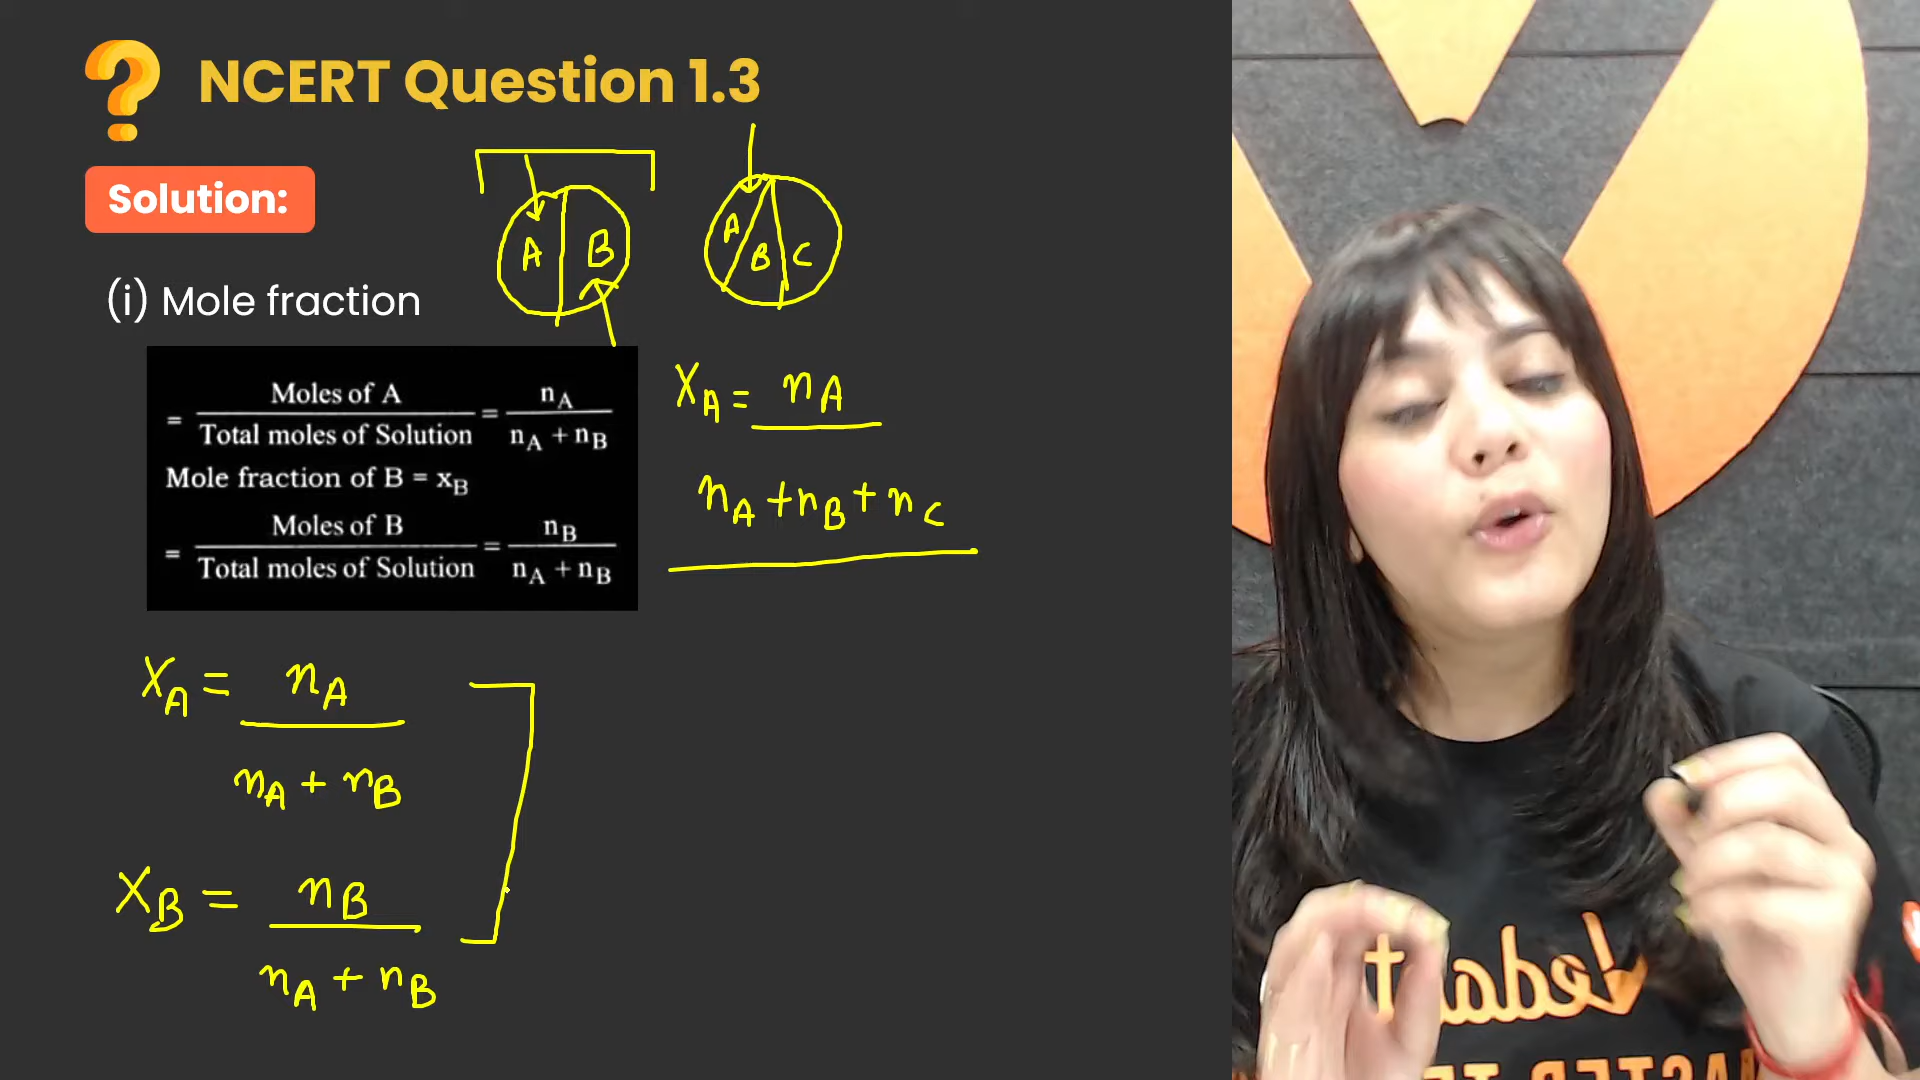 NCERT Question 1.3
Solution:
A B
A B C
(i) Mole fraction
= Moles of A / Total moles of Solution = nA / nA + nB
Mole fraction of B = xB
= Moles of B / Total moles of Solution = nB / nA + nB
XA = nA
nA + nB + nC
XA = nA
nA + nB
XB = nB
nA + nB